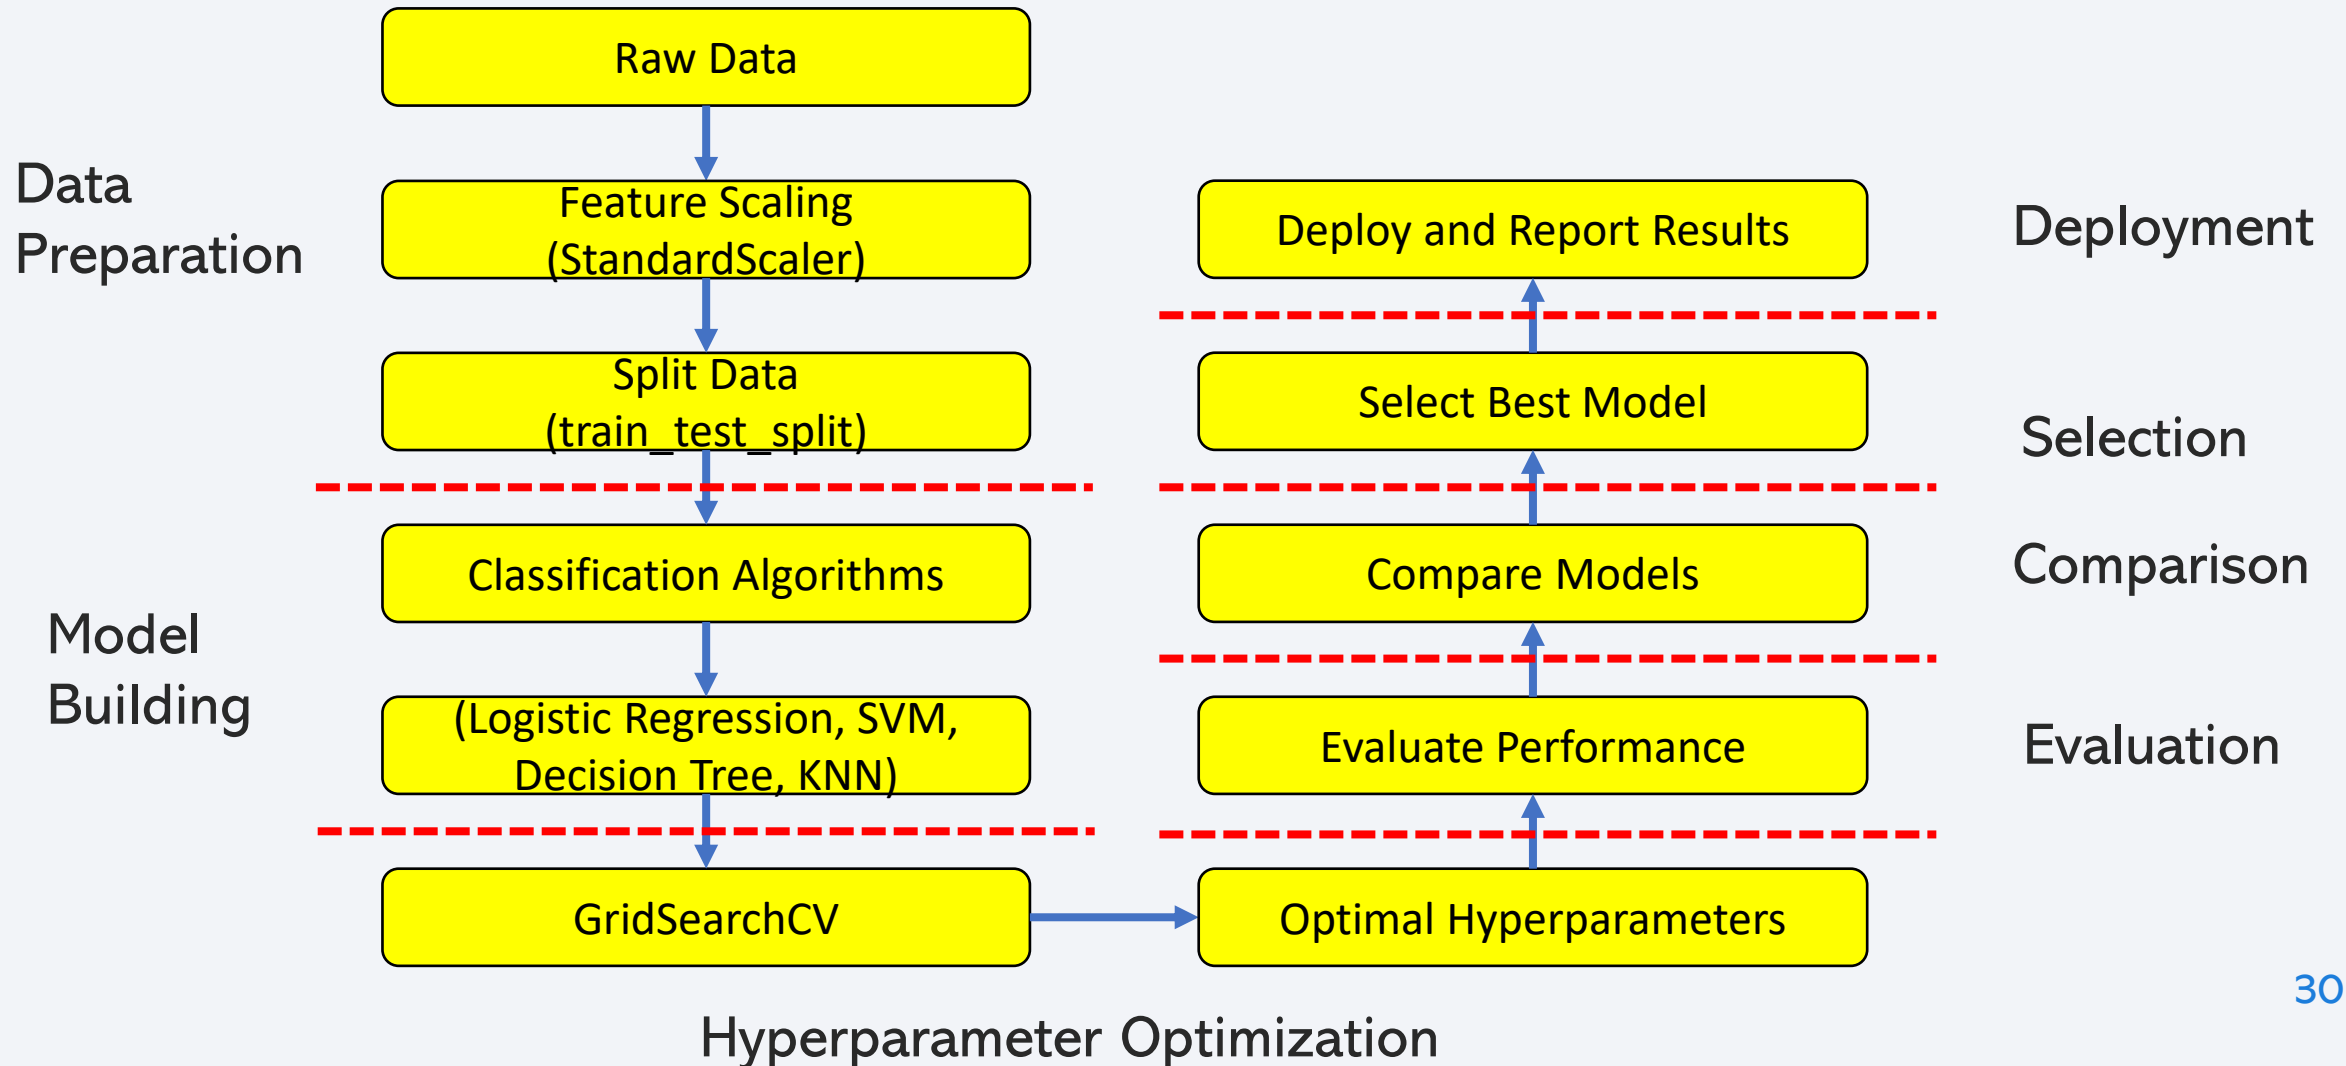 Raw Data
Data
Preparation
Feature Scaling
(StandardScaler)
Split Data
(train_test_split)
Classification Algorithms
Model
Building
(Logistic Regression, SVM,
Decision Tree, KNN)
GridSearchCV
Hyperparameter Optimization
Optimal Hyperparameters
Evaluate Performance
Evaluation
Compare Models
Comparison
Select Best Model
Selection
Deploy and Report Results
Deployment
30